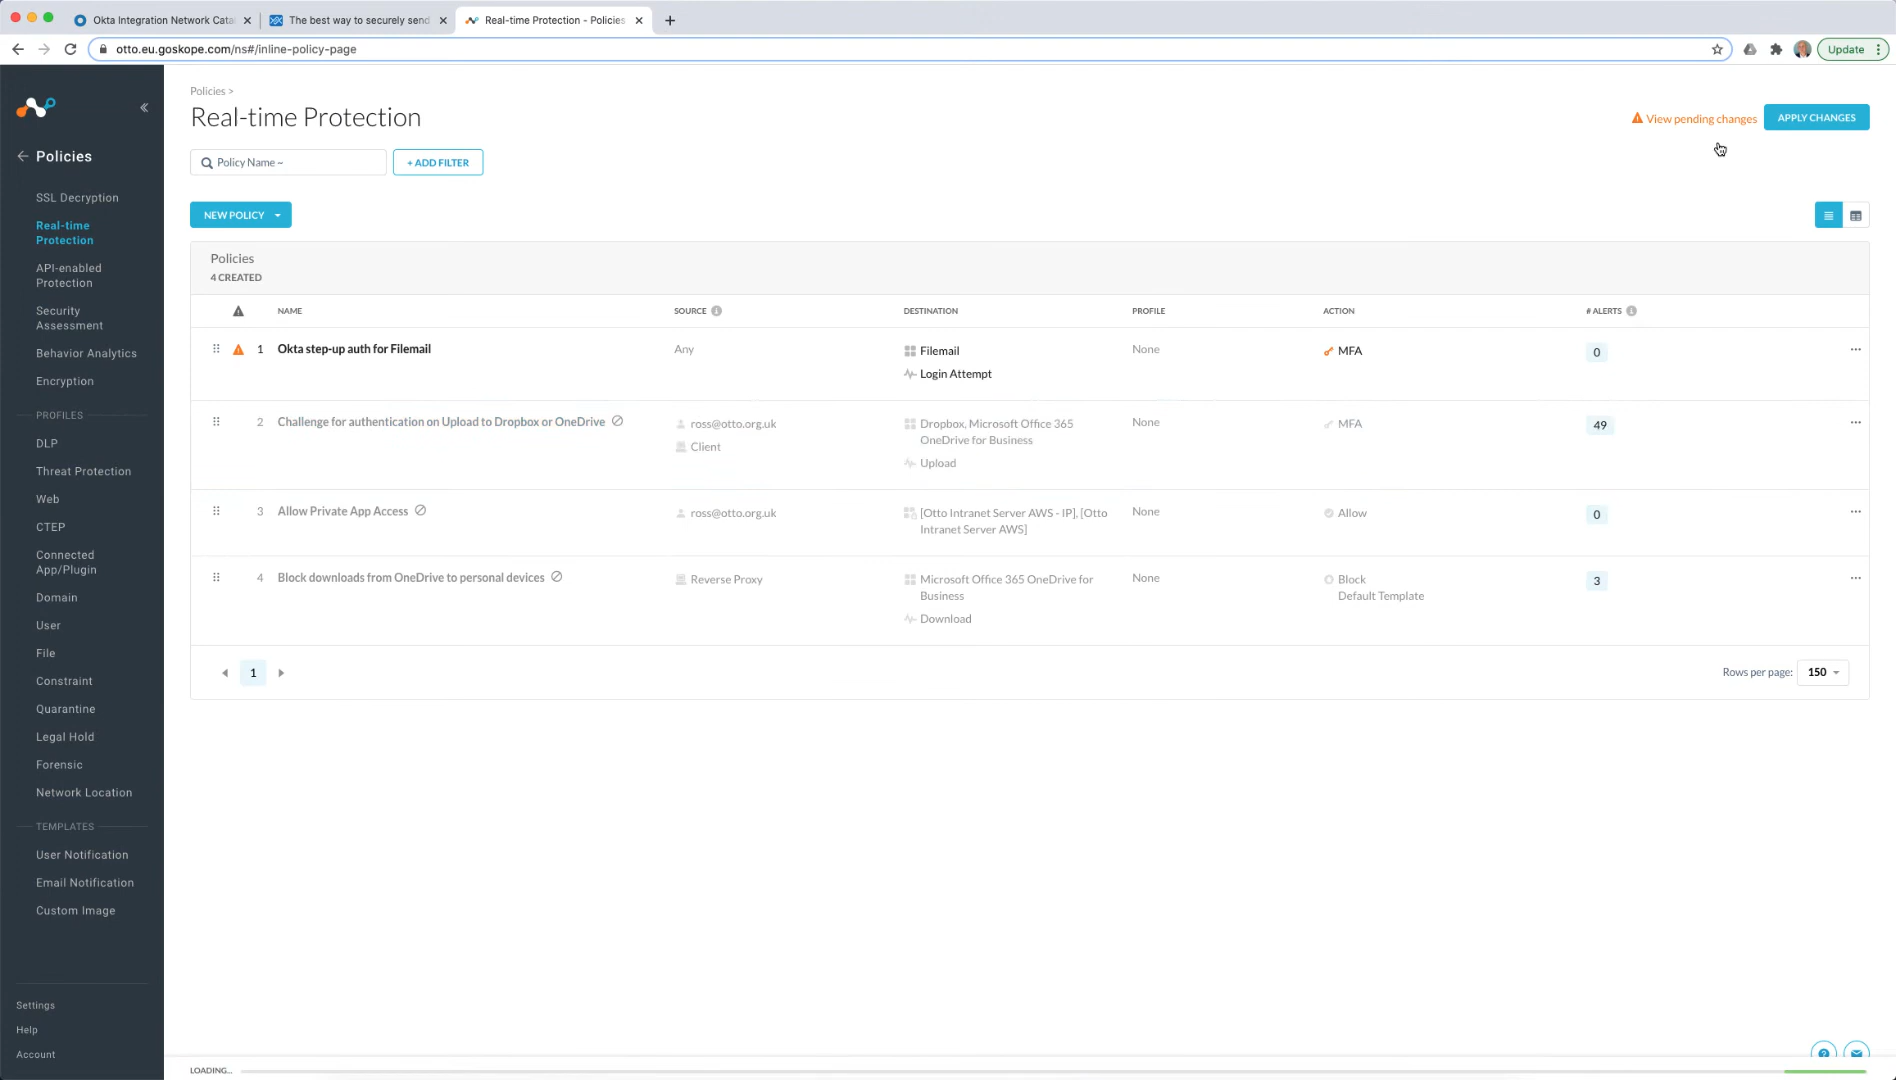 Okta Integration Network Cata
The best way to securely send
Real-time Protection - Policies
otto.eu.goskope.com/ns#/inline-policy-page
Update
Policies
SSL Decryption
Real-time
Protection
API-enabled
Protection
Security
Assessment
Behavior Analytics
Encryption
PROFILES
DLP
Threat Protection
Web
CTEP
Connected
App/Plugin
Domain
User
File
Constraint
Quarantine
Legal Hold
Forensic
Network Location
TEMPLATES
User Notification
Email Notification
Custom Image
Settings
Help
Account
Policies >
Real-time Protection
View pending changes
APPLY CHANGES
Policy Name ~
+ ADD FILTER
NEW POLICY
Policies
4 CREATED
NAME SOURCE DESTINATION PROFILE ACTION # ALERTS
1 Okta step-up auth for Filemail Any Filemail None MFA 0
Login Attempt
2 Challenge for authentication on Upload to Dropbox or OneDrive ross@otto.org.uk Dropbox, Microsoft Office 365 None MFA 49
OneDrive for Business
Client
Upload
3 Allow Private App Access ross@otto.org.uk [Otto Intranet Server AWS - IP], [Otto None Allow 0
Intranet Server AWS]
4 Block downloads from OneDrive to personal devices Reverse Proxy Microsoft Office 365 OneDrive for None Block 3
Business Default Template
Download
1
Rows per page: 150
?
LOADING...